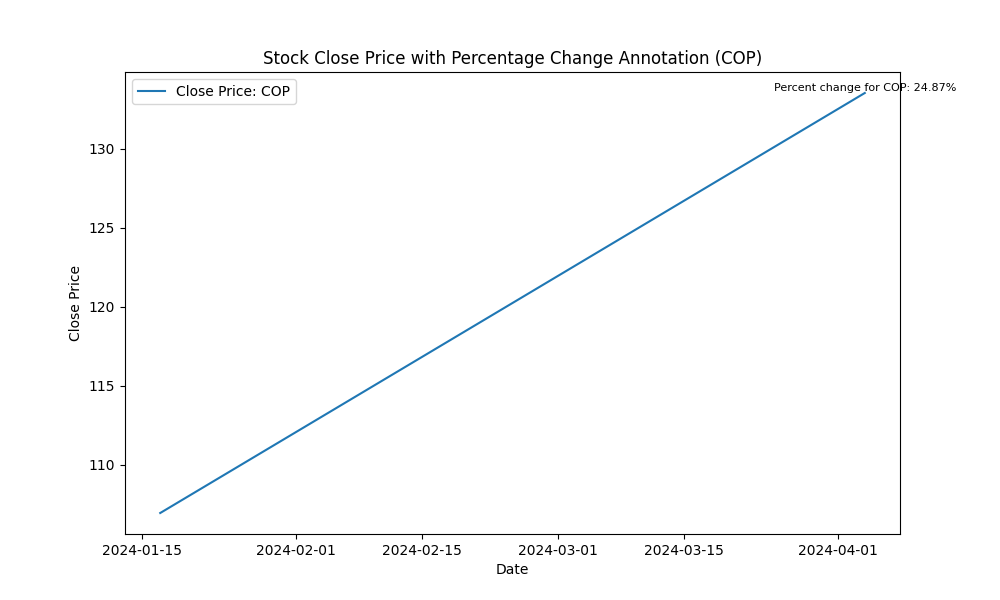 Stock Close Price with Percentage Change Annotation (COP)
Close Price: COP
Percent change for COP: 24.87%
130
125
120
115
110
Close Price
2024-01-15
2024-02-01
2024-02-15
2024-03-01
2024-03-15
2024-04-01
Date